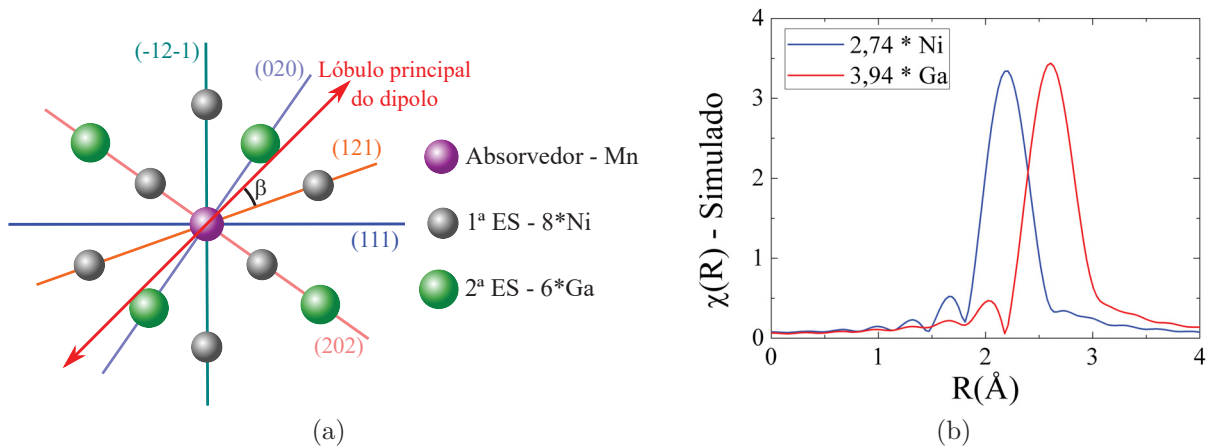 (-12-1)
(020)
Lóbulo principal
do dipolo
(121)
β
(111)
(202)
Absorvedor - Mn
1ª ES - 8*Ni
2ª ES - 6*Ga
(a)
2,74 * Ni
3,94 * Ga
χ(R) - Simulado
4
3
2
1
0
0 1 2 3 4
R(Å)
(b)